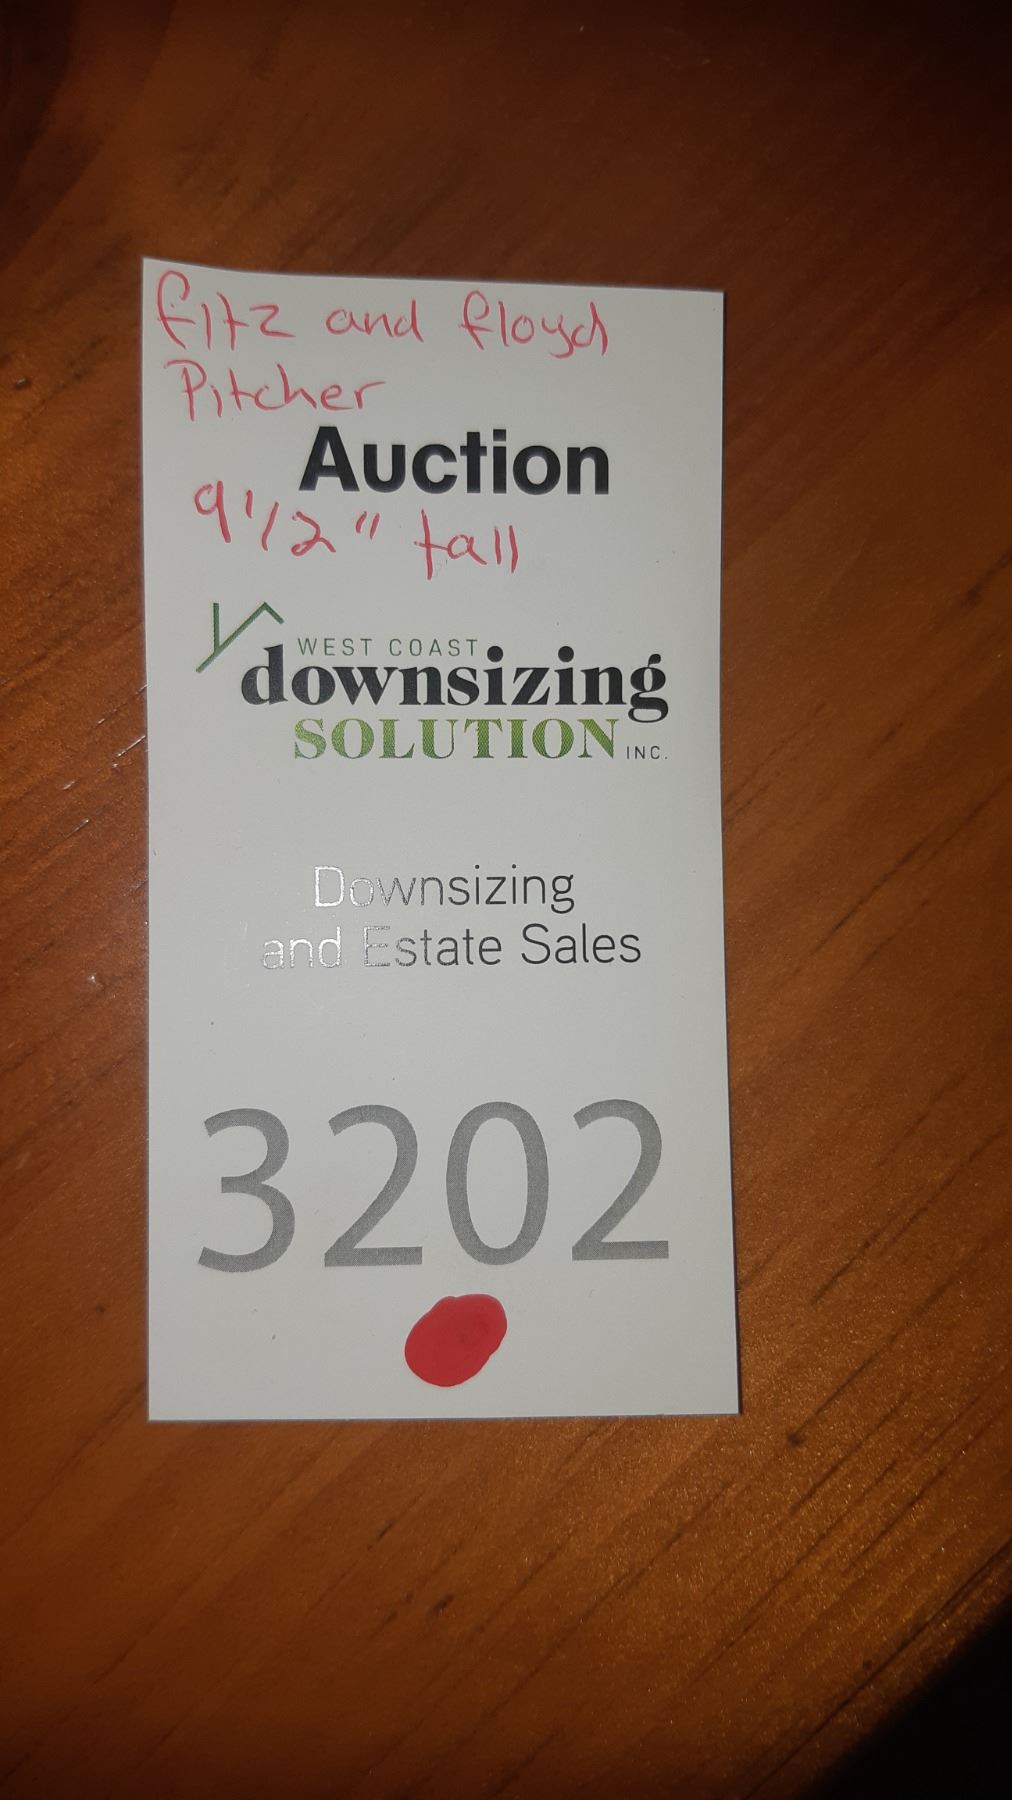 fitz and floyd
Pitcher
Auction
9 1/2" tall
WEST COAST
downsizing
SOLUTION INC.
Downsizing
and Estate Sales
3202